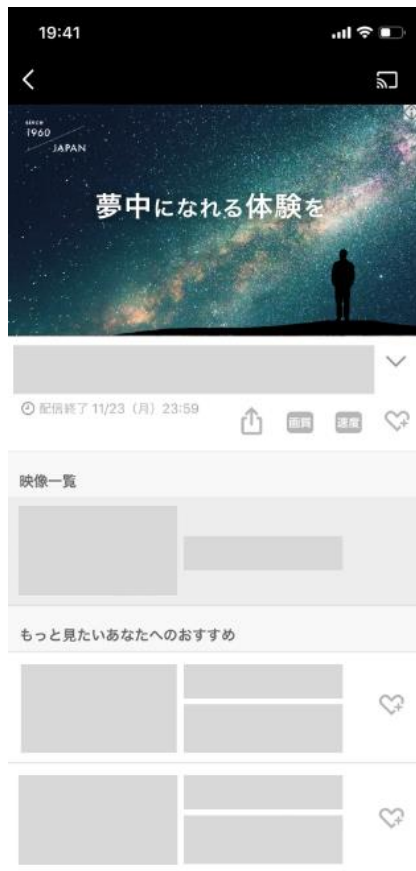 19:41
since
1960
JAPAN
夢中になれる体験を
配信終了 11/23（月）23:59
画質
速度
映像一覧
もっと見たいあなたへのおすすめ